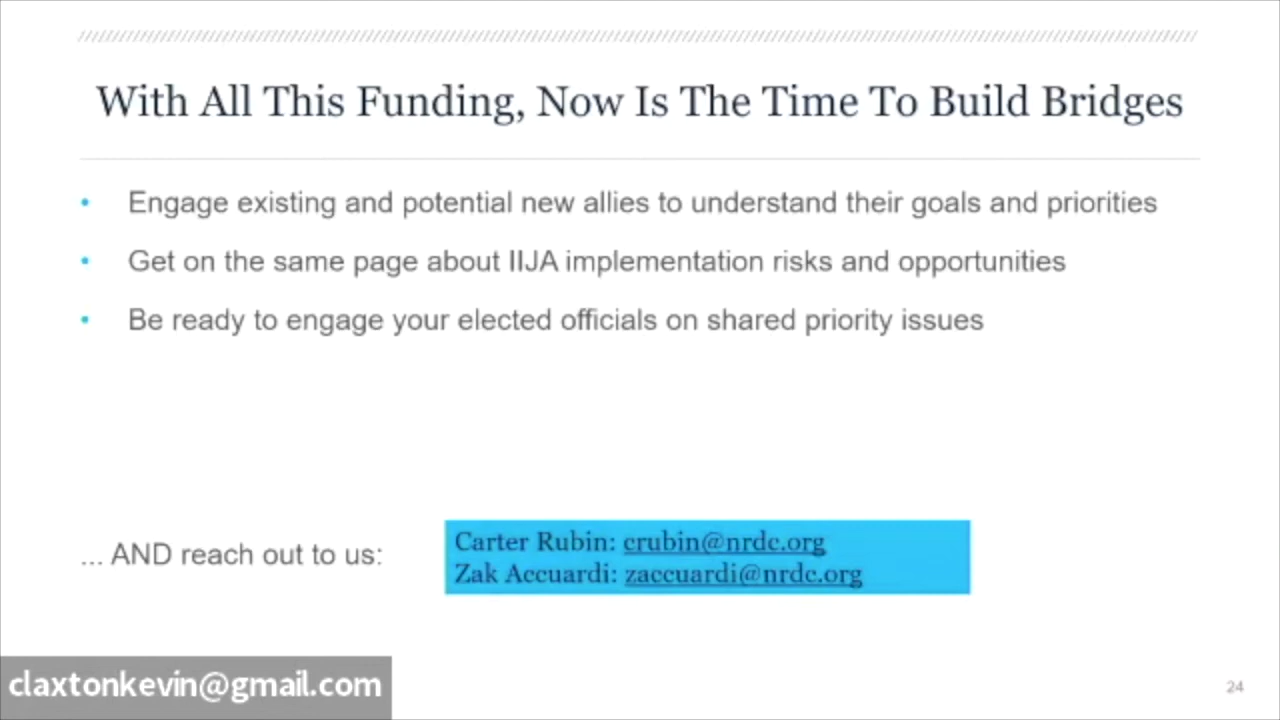 With All This Funding, Now Is The Time To Build Bridges
• Engage existing and potential new allies to understand their goals and priorities
• Get on the same page about IIJA implementation risks and opportunities
• Be ready to engage your elected officials on shared priority issues
... AND reach out to us:
Carter Rubin: crubin@nrdc.org
Zak Accuardi: zaccuardi@nrdc.org
claxtonkevin@gmail.com
24